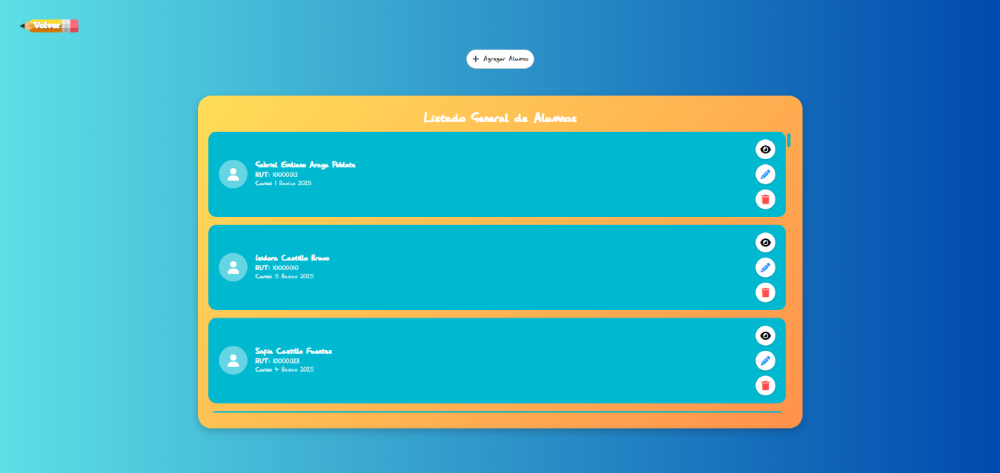 Volver
+ Agregar Alumno
Listado General de Alumnos
Gabriel Emiliano Araya Poblete
RUT: 10000013
Curso: 1 Basico 2025
Isidora Castillo Bravo
RUT: 10000010
Curso: 5 Basico 2025
Sofia Castillo Fuentes
RUT: 10000028
Curso: 4 Basico 2025